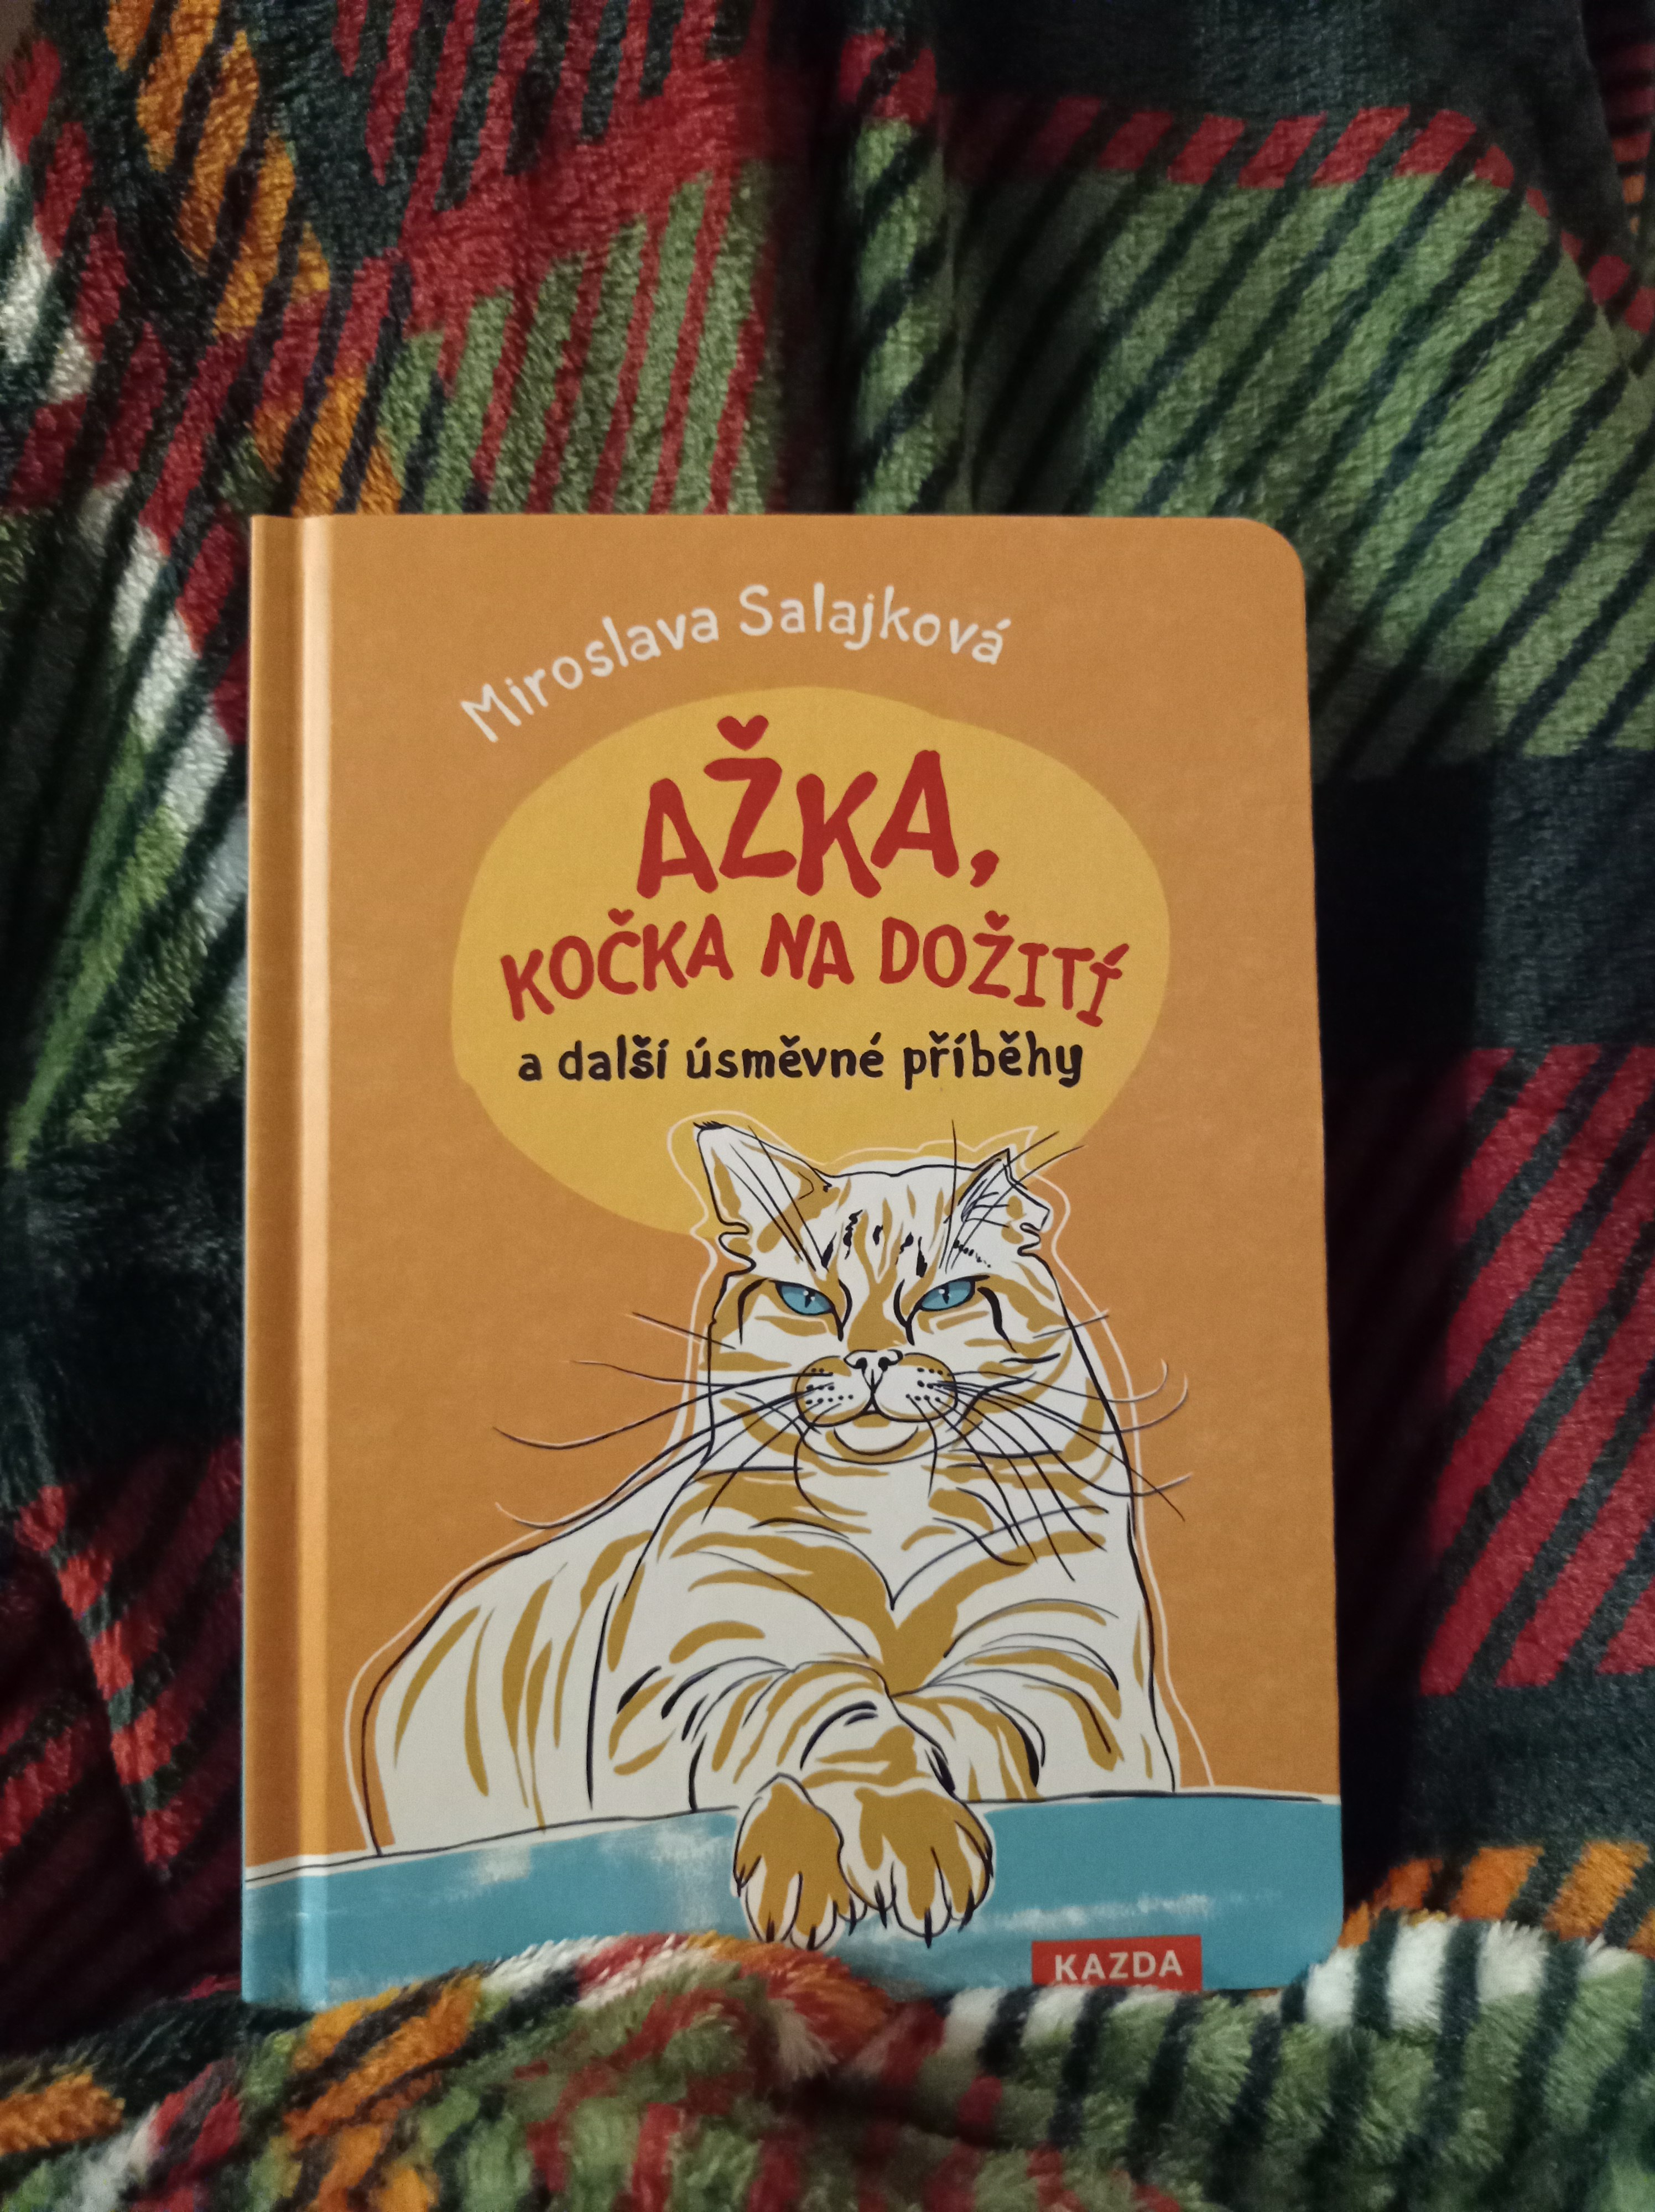 Miroslava Salajková
AŽKA,
KOČKA NA DOŽITÍ
a další úsměvné příběhy
KAZDA